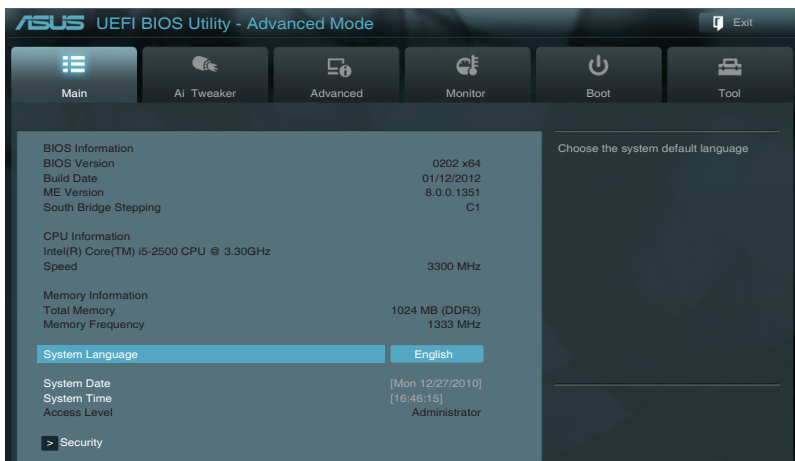 ASUS UEFI BIOS Utility - Advanced Mode Exit
Main Ai Tweaker Advanced Monitor Boot Tool
BIOS Information
BIOS Version 0202 x64
Build Date 01/12/2012
ME Version 8.0.0.1351
South Bridge Stepping C1
CPU Information
Intel(R) Core(TM) i5-2500 CPU @ 3.30GHz
Speed 3300 MHz
Memory Information
Total Memory 1024 MB (DDR3)
Memory Frequency 1333 MHz
System Language English
System Date [Mon 12/27/2010]
System Time [16:46:15]
Access Level Administrator
> Security
Choose the system default language